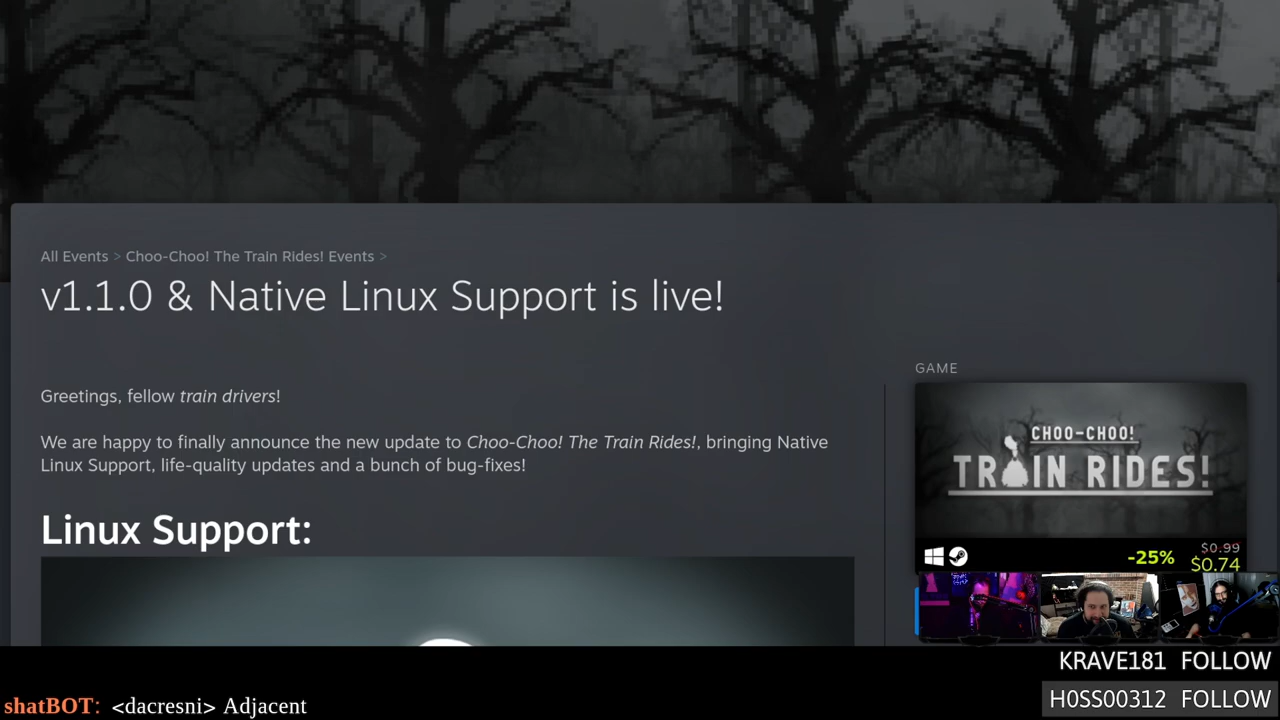 All Events > Choo-Choo! The TraIn RIdes! Events >
v1.1.0 & Native Linux Support is live!
Greetings, fellow train drivers!
We are happy to finally announce the new update to Choo-Choo! The Train Rides!, bringing Native
Linux Support, life-quality updates and a bunch of bug-fixes!
Linux Support:
GAME
CHOO-CHOO!
TRAIN RIDES!
-25%
$0.99
$0.74
KRAVE181 FOLLOW
H0SS00312 FOLLOW
shatBOT: <dacresni> Adjacent